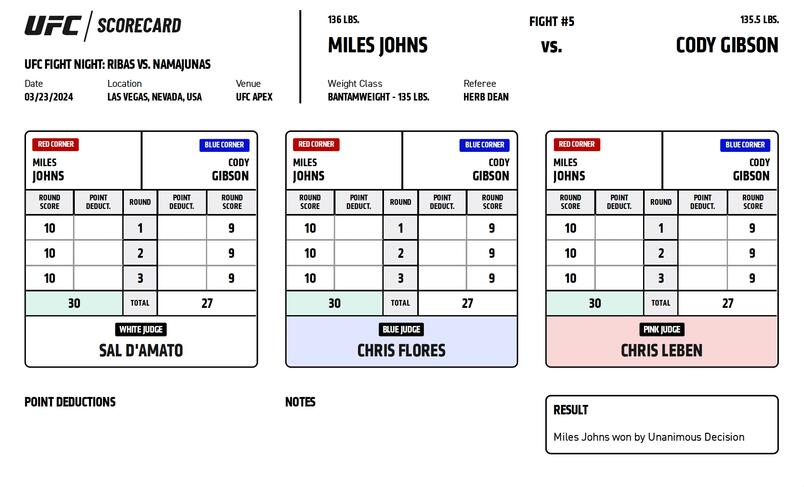 UFC / SCORECARD
UFC FIGHT NIGHT: RIBAS VS. NAMAJUNAS
Date Location Venue
03/23/2024 LAS VEGAS, NEVADA, USA UFC APEX
136 LBS. FIGHT #5 135.5 LBS.
MILES JOHNS VS. CODY GIBSON
Weight Class Referee
BANTAMWEIGHT - 135 LBS. HERB DEAN
RED CORNER BLUE CORNER
MILES CODY
JOHNS GIBSON
ROUND SCORE POINT DEDUCT. ROUND POINT DEDUCT. ROUND SCORE
10 1 9
10 2 9
10 3 9
30 TOTAL 27
WHITE JUDGE
SAL D'AMATO
RED CORNER BLUE CORNER
MILES CODY
JOHNS GIBSON
ROUND SCORE POINT DEDUCT. ROUND POINT DEDUCT. ROUND SCORE
10 1 9
10 2 9
10 3 9
30 TOTAL 27
BLUE JUDGE
CHRIS FLORES
RED CORNER BLUE CORNER
MILES CODY
JOHNS GIBSON
ROUND SCORE POINT DEDUCT. ROUND POINT DEDUCT. ROUND SCORE
10 1 9
10 2 9
10 3 9
30 TOTAL 27
PINK JUDGE
CHRIS LEBEN
POINT DEDUCTIONS
NOTES
RESULT
Miles Johns won by Unanimous Decision